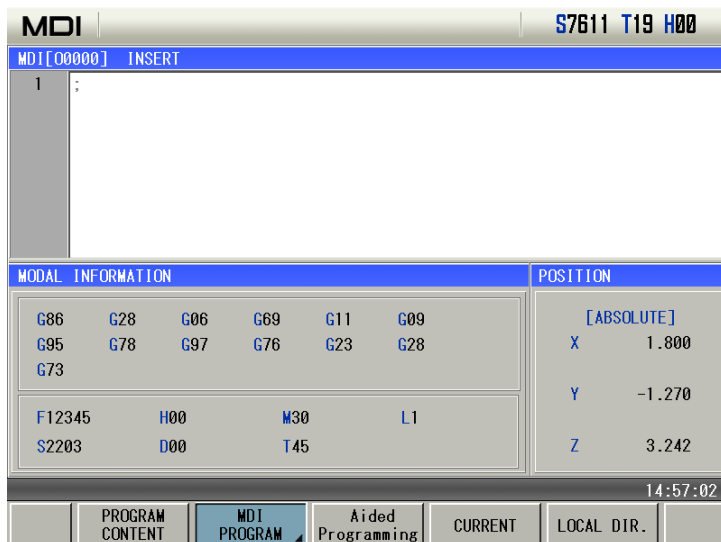 MDI S7611 T19 H00
MDI[O0000] INSERT
1 ;
MODAL INFORMATION POSITION
G86 G28 G06 G69 G11 G09 [ABSOLUTE]
G95 G78 G97 G76 G23 G28 X 1.800
G73
Y -1.270
F12345 H00 M30 L1
S2203 D00 T45 Z 3.242
14:57:02
PROGRAM CONTENT MDI PROGRAM Aided Programming CURRENT LOCAL DIR.